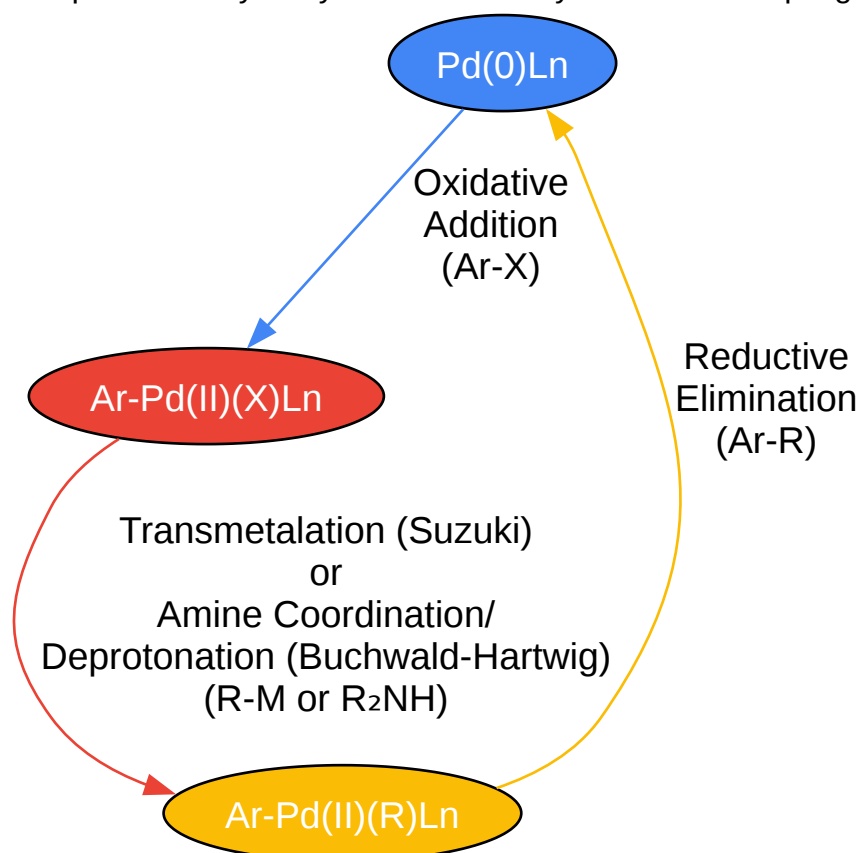 Pd(0)Ln
Oxidative
Addition
(Ar-X)
Ar-Pd(II)(X)Ln
Reductive
Elimination
(Ar-R)
Transmetalation (Suzuki)
or
Amine Coordination/
Deprotonation (Buchwald-Hartwig)
(R-M or R₂NH)
Ar-Pd(II)(R)Ln